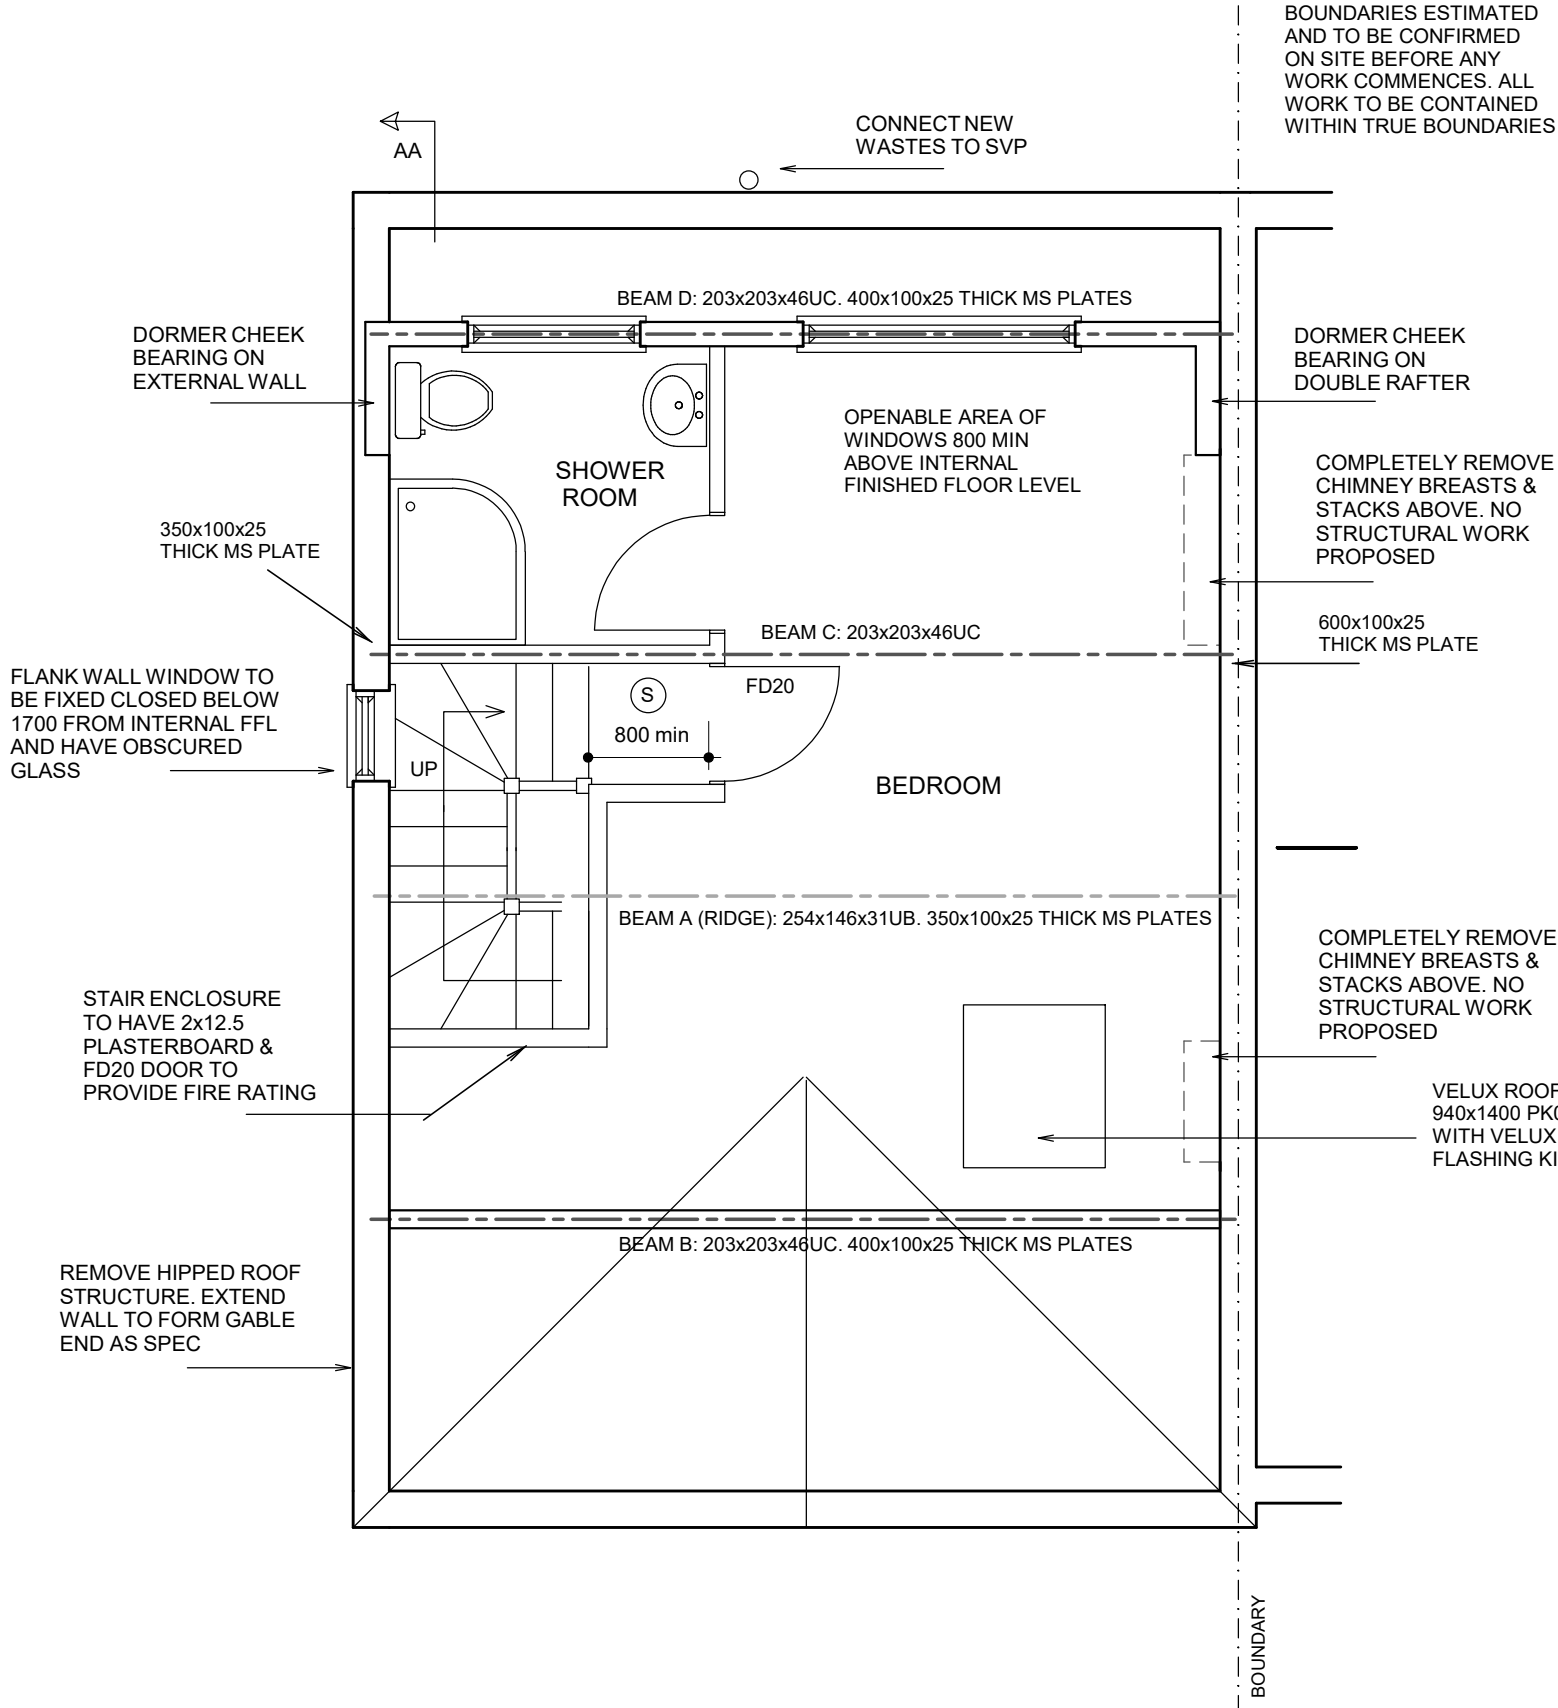 BOUNDARIES ESTIMATED
AND TO BE CONFIRMED
ON SITE BEFORE ANY
WORK COMMENCES. ALL
WORK TO BE CONTAINED
WITHIN TRUE BOUNDARIES
CONNECT NEW
WASTES TO SVP
AA
BEAM D: 203x203x46UC. 400x100x25 THICK MS PLATES
DORMER CHEEK
BEARING ON
EXTERNAL WALL
DORMER CHEEK
BEARING ON
DOUBLE RAFTER
OPENABLE AREA OF
WINDOWS 800 MIN
ABOVE INTERNAL
FINISHED FLOOR LEVEL
SHOWER
ROOM
COMPLETELY REMOVE
CHIMNEY BREASTS &
STACKS ABOVE. NO
STRUCTURAL WORK
PROPOSED
350x100x25
THICK MS PLATE
BEAM C: 203x203x46UC
600x100x25
THICK MS PLATE
FLANK WALL WINDOW TO
BE FIXED CLOSED BELOW
1700 FROM INTERNAL FFL
AND HAVE OBSCURED
GLASS
S
FD20
800 min
UP
BEDROOM
BEAM A (RIDGE): 254x146x31UB. 350x100x25 THICK MS PLATES
COMPLETELY REMOVE
CHIMNEY BREASTS &
STACKS ABOVE. NO
STRUCTURAL WORK
PROPOSED
STAIR ENCLOSURE
TO HAVE 2x12.5
PLASTERBOARD &
FD20 DOOR TO
PROVIDE FIRE RATING
VELUX ROOF
940x1400
WITH VELUX
FLASHING
BEAM B: 203x203x46UC. 400x100x25 THICK MS PLATES
REMOVE HIPPED ROOF
STRUCTURE. EXTEND
WALL TO FORM GABLE
END AS SPEC
BOUNDARY